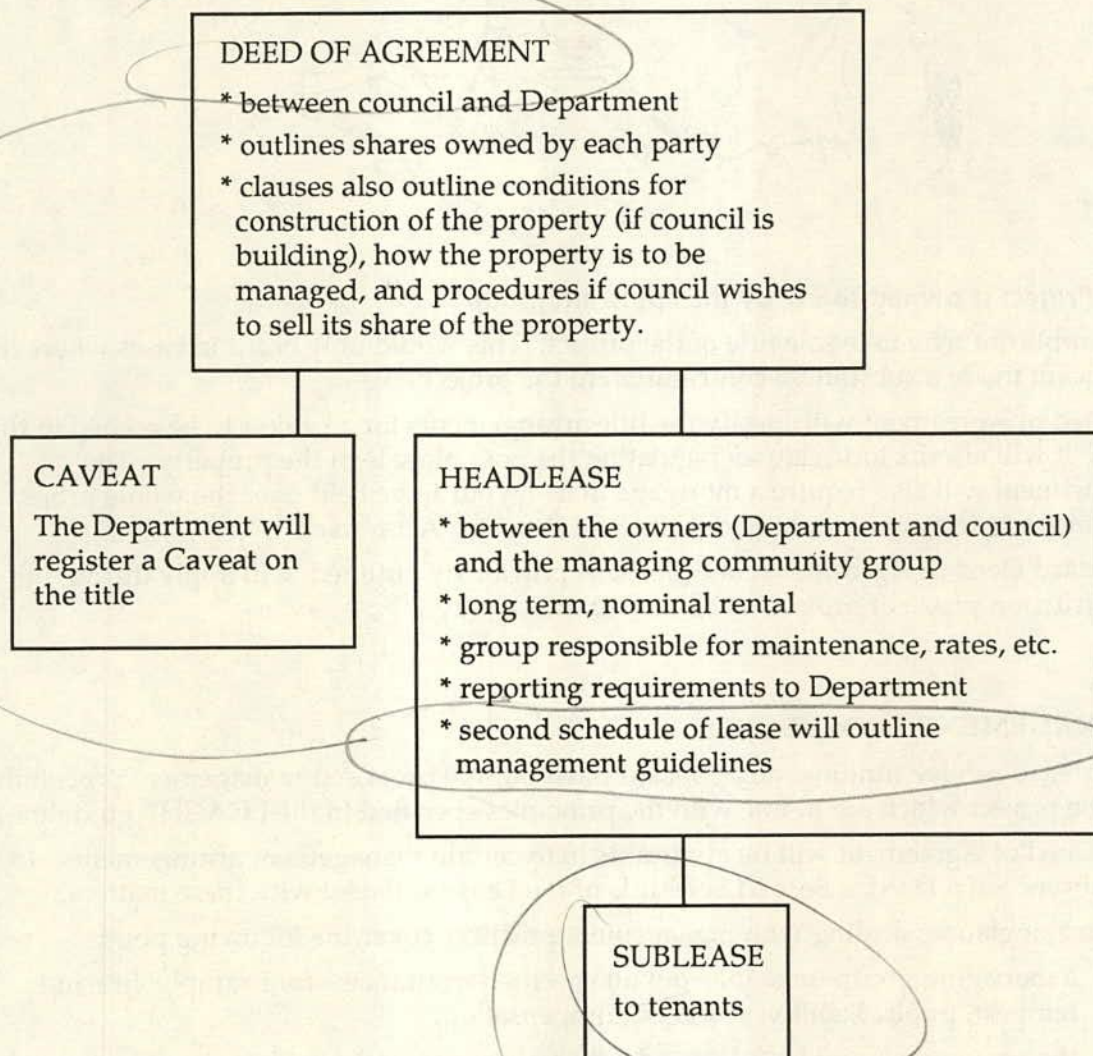 DEED OF AGREEMENT
* between council and Department
* outlines shares owned by each party
* clauses also outline conditions for
construction of the property (if council is
building), how the property is to be
managed, and procedures if council wishes
to sell its share of the property.
CAVEAT
The Department will
register a Caveat on
the title
HEADLEASE
* between the owners (Department and council)
and the managing community group
* long term, nominal rental
* group responsible for maintenance, rates, etc.
* reporting requirements to Department
* second schedule of lease will outline
management guidelines
SUBLEASE
to tenants